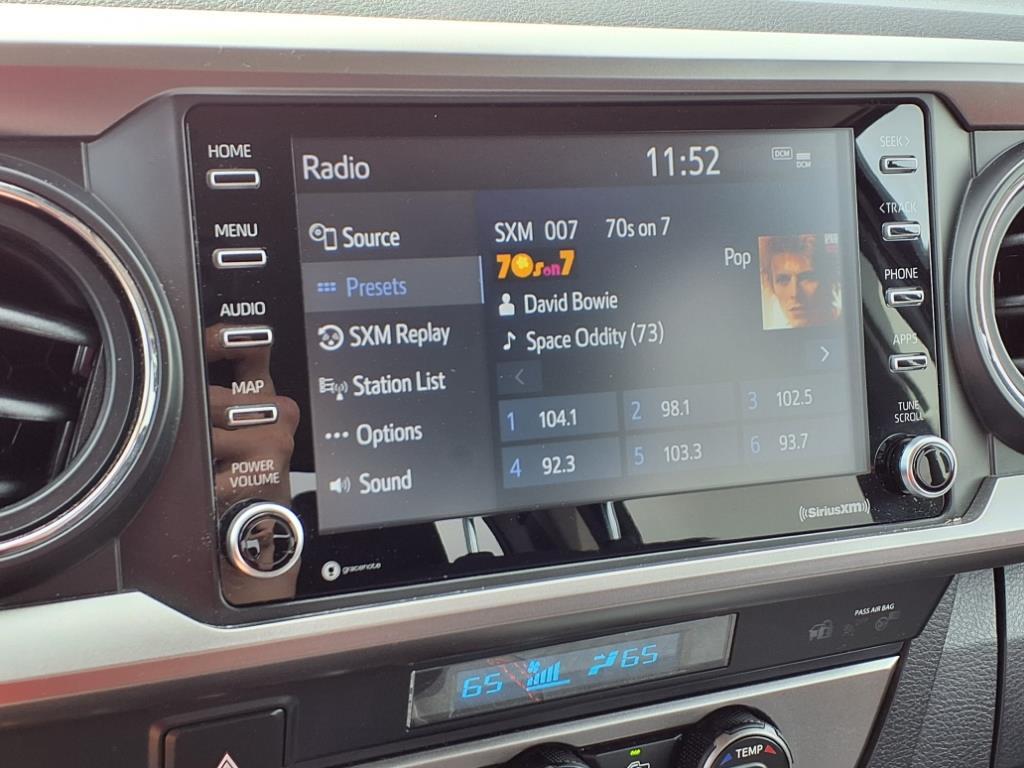 HOME
MENU
AUDIO
MAP
POWER
VOLUME
Radio
11:52
DCM
DCM
Source
Presets
SXM Replay
Station List
Options
Sound
SXM 007 70s on 7
70s on 7
Pop
David Bowie
Space Oddity (73)
1 104.1 2 98.1 3 102.5
4 92.3 5 103.3 6 93.7
SEEK >
< TRACK
PHONE
APPS
TUNE
SCROLL
gracenote
((SiriusXM))
PASS AIR BAG
65 65
TEMP